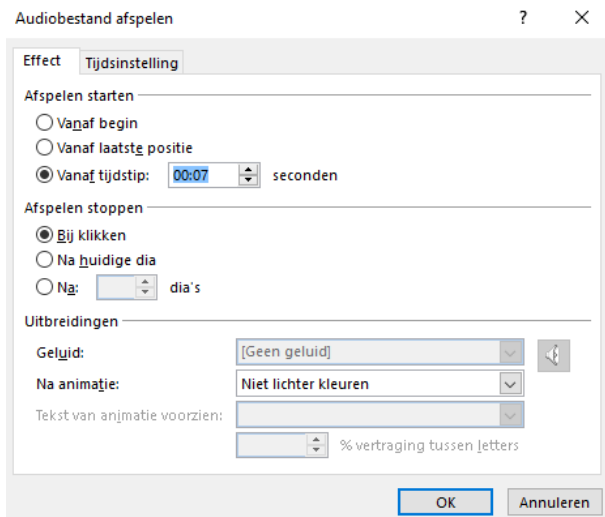 Audiobestand afspelen ? ×
Effect Tijdsinstelling
Afspelen starten
Vanaf begin
Vanaf laatste positie
Vanaf tijdstip: 00:07 seconden
Afspelen stoppen
Bij klikken
Na huidige dia
Na: dia's
Uitbreidingen
Geluid: [Geen geluid]
Na animatie: Niet lichter kleuren
Tekst van animatie voorzien:
% vertraging tussen letters
OK Annuleren